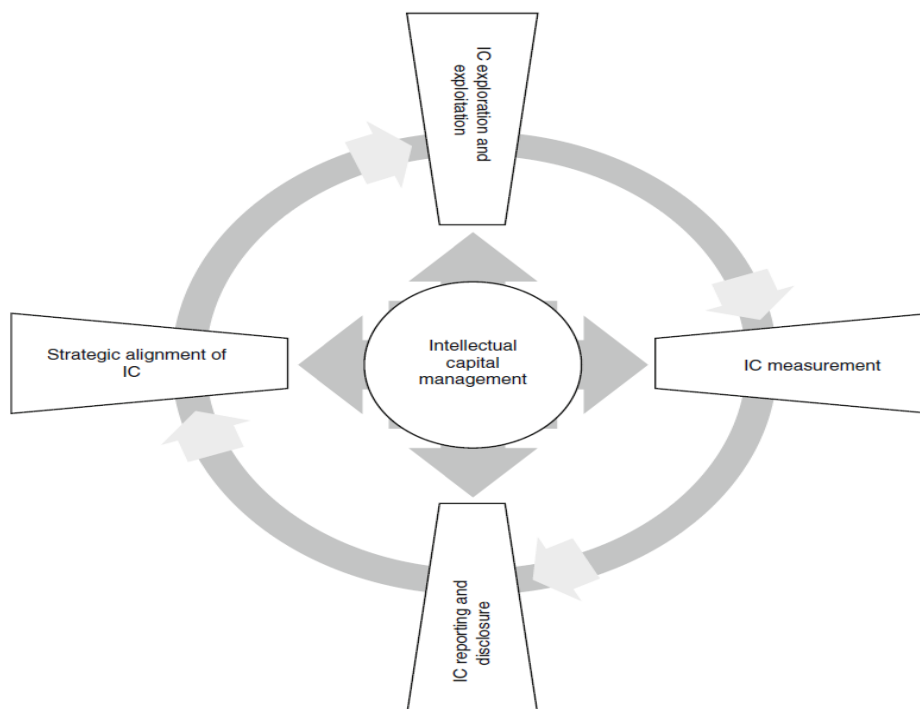 IC exploration and
exploitation
Strategic alignment of
IC
Intellectual
capital
management
IC measurement
IC reporting and
disclosure